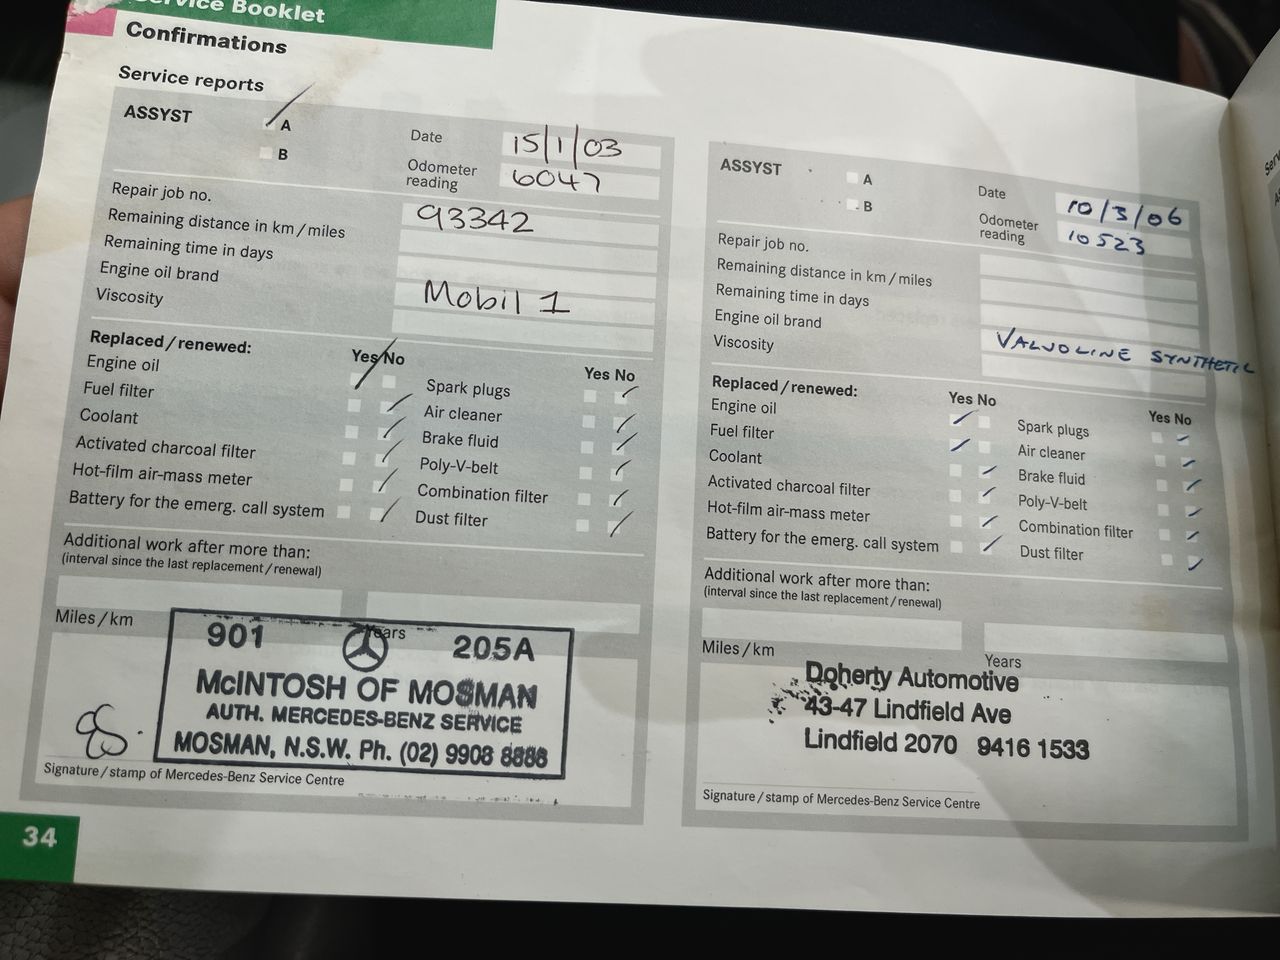 Service Booklet
Confirmations
Service reports
ASSYST
A
B
Date
15/1/03
Odometer
reading
6047
Repair job no.
93342
Remaining distance in km/miles
Remaining time in days
Engine oil brand
Mobil 1
Viscosity
Replaced/renewed:
Yes No
Engine oil
Fuel filter
Coolant
Activated charcoal filter
Hot-film air-mass meter
Battery for the emerg. call system
Yes No
Spark plugs
Air cleaner
Brake fluid
Poly-V-belt
Combination filter
Dust filter
Additional work after more than:
(interval since the last replacement/renewal)
Miles/km
Years
901 205A
McINTOSH OF MOSMAN
AUTH. MERCEDES-BENZ SERVICE
MOSMAN, N.S.W. Ph. (02) 9908 8888
Signature/stamp of Mercedes-Benz Service Centre
34
ASSYST
A
B
Date
10/3/06
Odometer
reading
10523
Repair job no.
Remaining distance in km/miles
Remaining time in days
Engine oil brand
VALVOLINE SYNTHETIC
Viscosity
Replaced/renewed:
Yes No
Engine oil
Fuel filter
Coolant
Activated charcoal filter
Hot-film air-mass meter
Battery for the emerg. call system
Yes No
Spark plugs
Air cleaner
Brake fluid
Poly-V-belt
Combination filter
Dust filter
Additional work after more than:
(interval since the last replacement/renewal)
Miles/km
Years
Doherty Automotive
43-47 Lindfield Ave
Lindfield 2070 9416 1533
Signature/stamp of Mercedes-Benz Service Centre